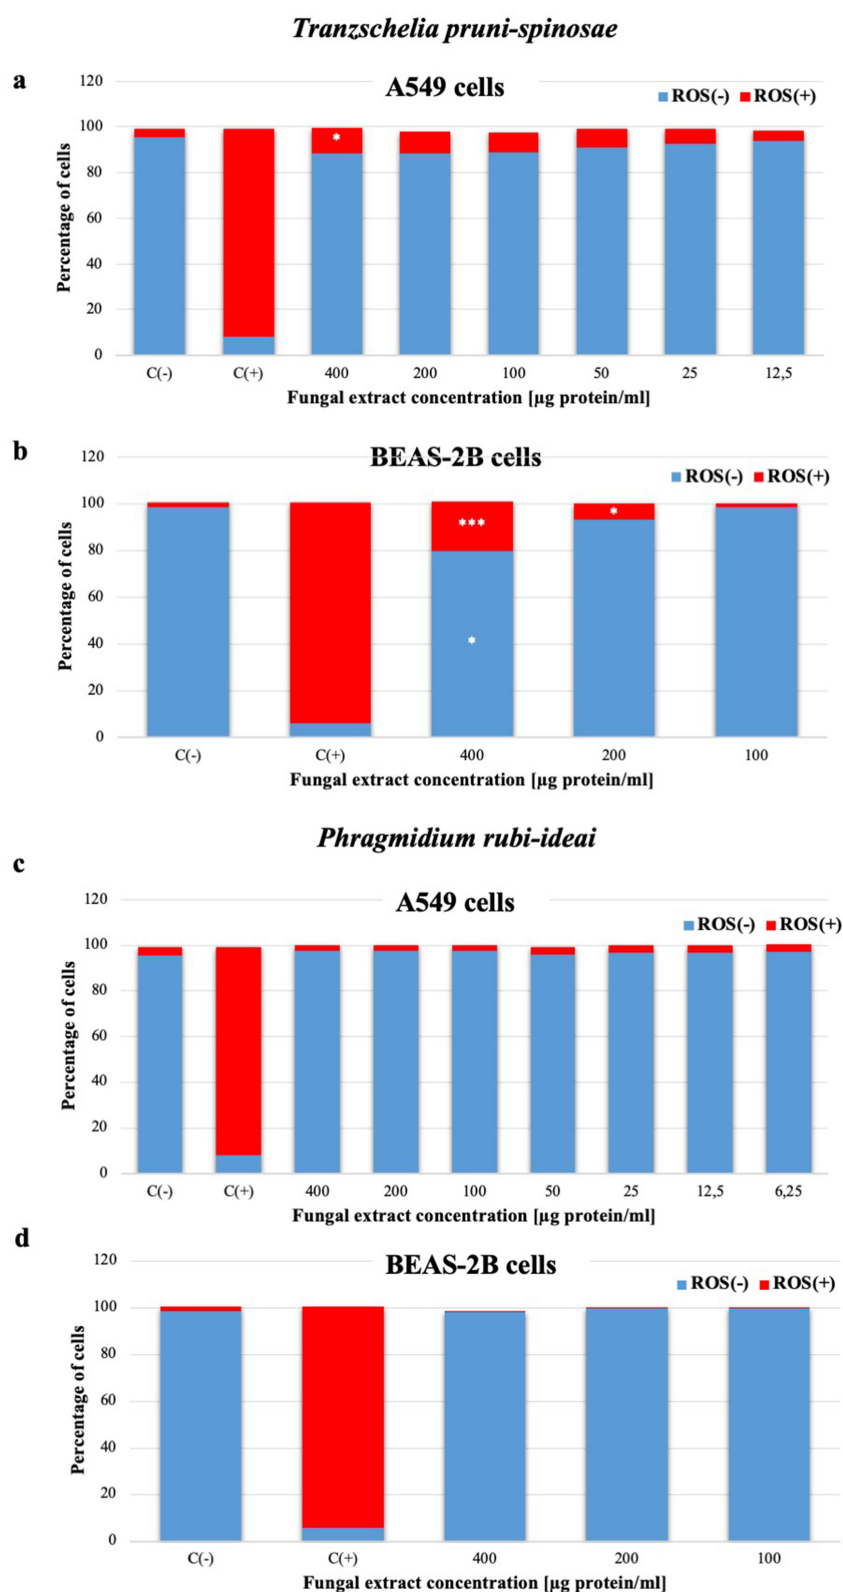 Tranzschelia pruni-spinosae
a
A549 cells
ROS(-) ROS(+)
Percentage of cells
120
100
80
60
40
20
0
C(-) C(+) 400 200 100 50 25 12,5
Fungal extract concentration [µg protein/ml]
*
b
BEAS-2B cells
ROS(-) ROS(+)
Percentage of cells
120
100
80
60
40
20
0
C(-) C(+) 400 200 100
Fungal extract concentration [µg protein/ml]
***
*
*
Phragmidium rubi-ideai
c
A549 cells
ROS(-) ROS(+)
Percentage of cells
120
100
80
60
40
20
0
C(-) C(+) 400 200 100 50 25 12,5 6,25
Fungal extract concentration [µg protein/ml]
d
BEAS-2B cells
ROS(-) ROS(+)
Percentage of cells
120
100
80
60
40
20
0
C(-) C(+) 400 200 100
Fungal extract concentration [µg protein/ml]